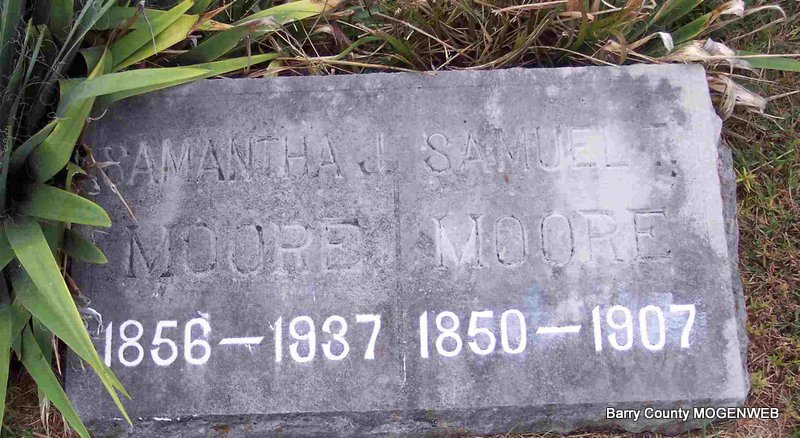 SAMANTHA J.
MOORE
1856–1937
SAMUEL T.
MOORE
1850–1907
Barry County MOGENWEB